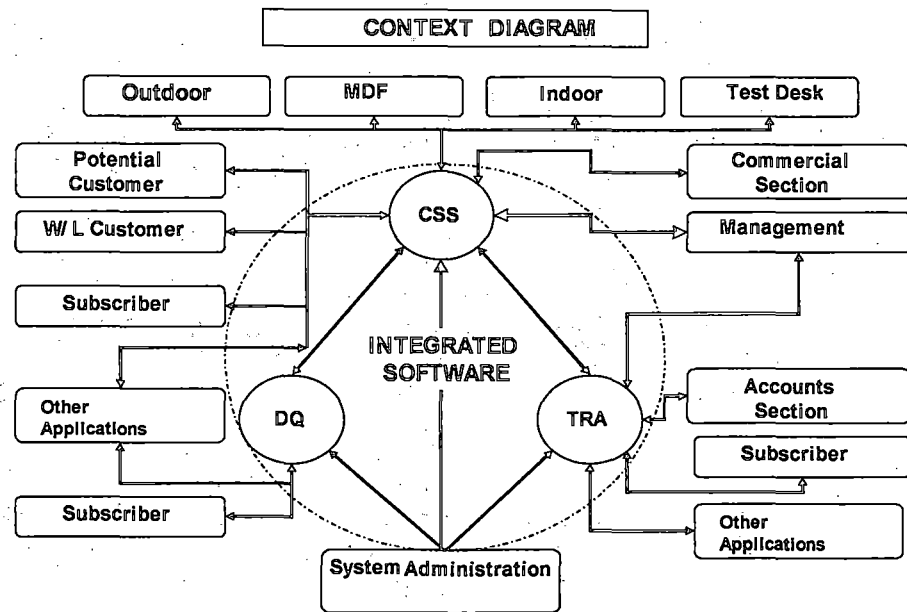 CONTEXT DIAGRAM
Outdoor
MDF
Indoor
Test Desk
Potential
Customer
CSS
Commercial
Section
W/ L Customer
Management
Subscriber
INTEGRATED
SOFTWARE
Other
Applications
DQ
TRA
Accounts
Section
Subscriber
Subscriber
Other
Applications
System Administration